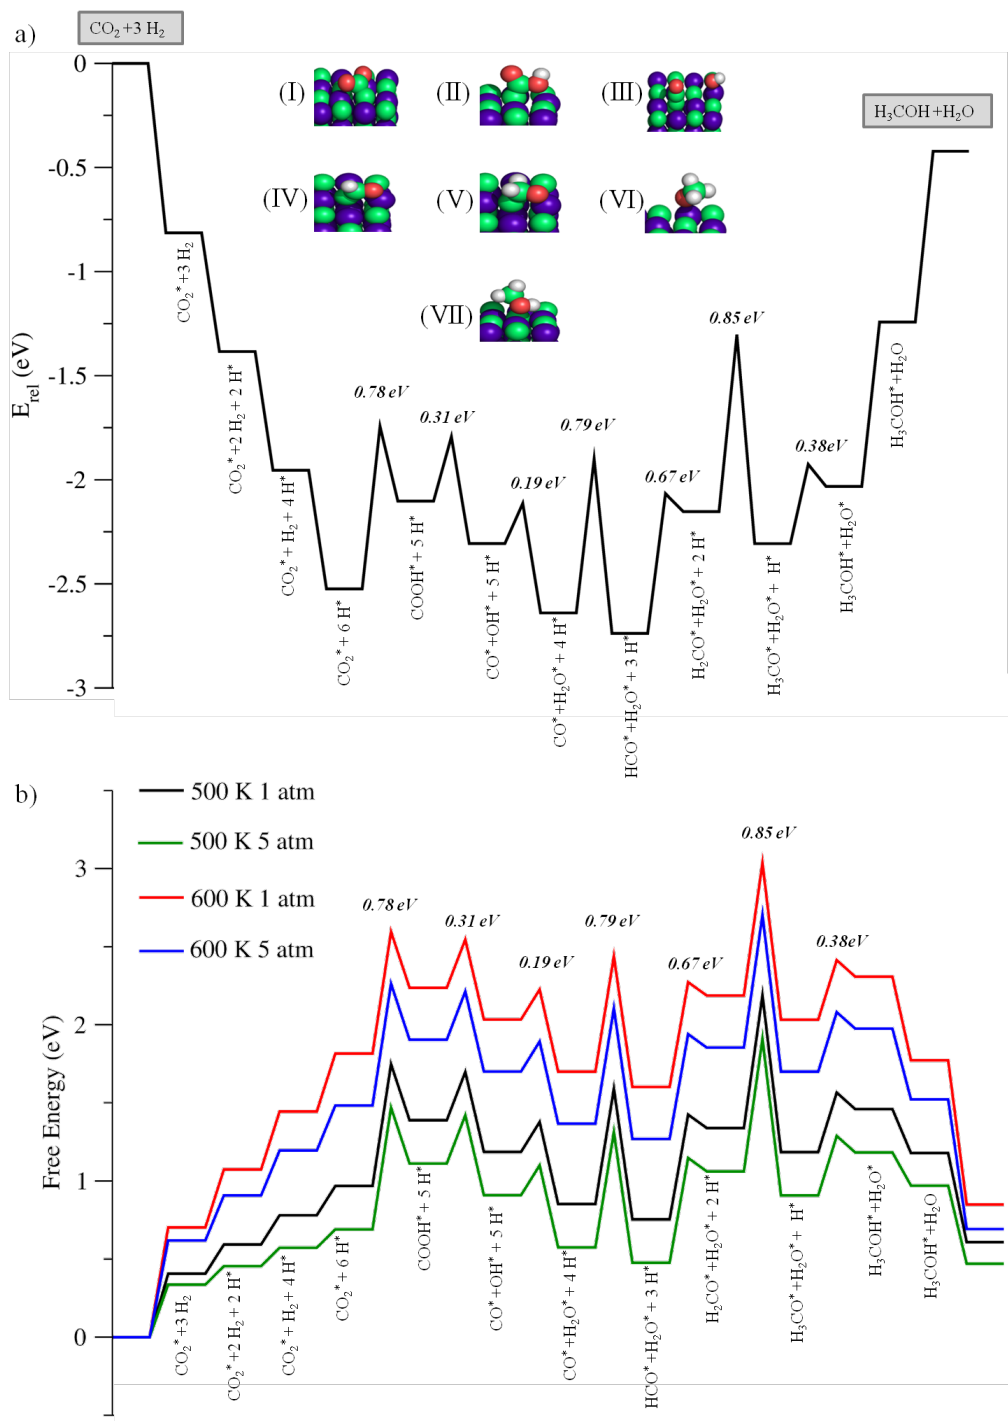 a)
CO2 +3 H2
0
-0.5
-1
-1.5
-2
-2.5
-3
Erel (eV)
(I)
(II)
(III)
(IV)
(V)
(VI)
(VII)
H3COH+H2O
0.78 eV
0.31 eV
0.19 eV
0.79 eV
0.67 eV
0.85 eV
0.38eV
CO2*+3 H2
CO2*+2 H2 + 2 H*
CO2*+ H2 + 4 H*
CO2*+ 6 H*
COOH*+ 5 H*
CO*+OH*+ 5 H*
CO*+H2O*+ 4 H*
HCO*+H2O*+ 3 H*
H2CO*+H2O*+ 2 H*
H3CO*+H2O*+ H*
H3COH*+H2O*
H3COH*+H2O
b)
500 K 1 atm
500 K 5 atm
600 K 1 atm
600 K 5 atm
3
2
1
0
Free Energy (eV)
0.78 eV
0.31 eV
0.19 eV
0.79 eV
0.67 eV
0.85 eV
0.38eV
CO2*+3 H2
CO2*+2 H2 + 2 H*
CO2*+ H2 + 4 H*
CO2*+ 6 H*
COOH*+ 5 H*
CO*+OH*+ 5 H*
CO*+H2O*+ 4 H*
HCO*+H2O*+ 3 H*
H2CO*+H2O*+ 2 H*
H3CO*+H2O*+ H*
H3COH*+H2O*
H3COH*+H2O